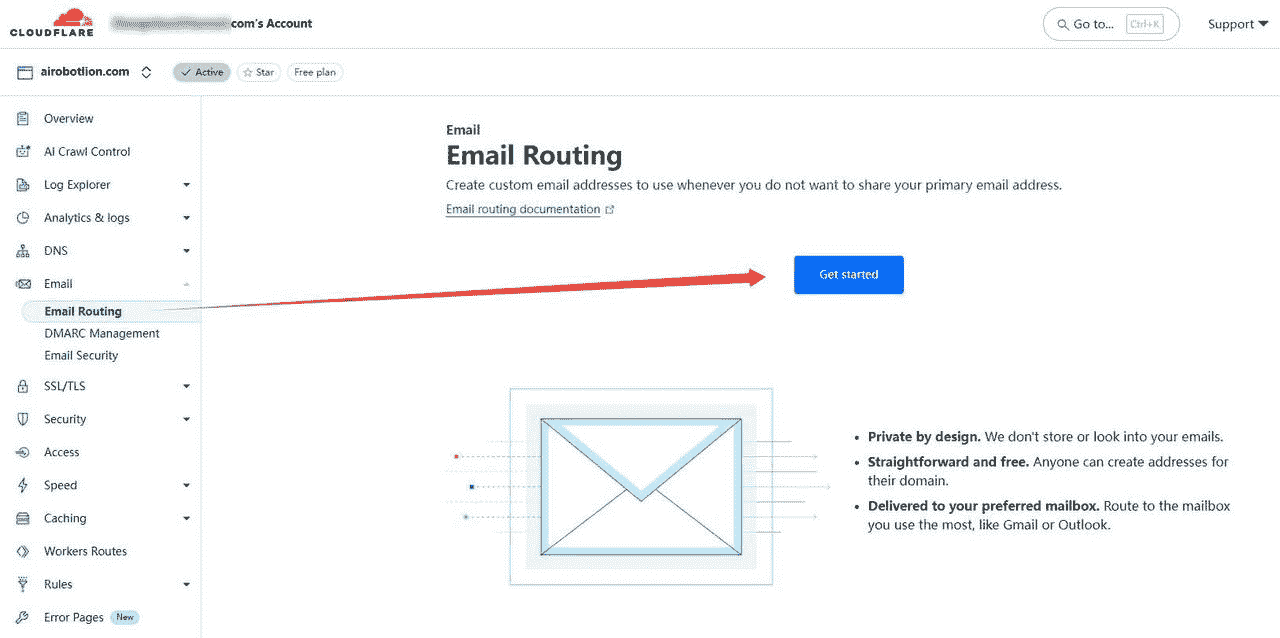 CLOUDFLARE
com's Account
Go to... Ctrl+K
Support
airobotlion.com
Active
Star
Free plan
Overview
AI Crawl Control
Log Explorer
Analytics & logs
DNS
Email
Email Routing
DMARC Management
Email Security
SSL/TLS
Security
Access
Speed
Caching
Workers Routes
Rules
Error Pages New
Email
Email Routing
Create custom email addresses to use whenever you do not want to share your primary email address.
Email routing documentation
Get started
• Private by design. We don't store or look into your emails.
• Straightforward and free. Anyone can create addresses for
their domain.
• Delivered to your preferred mailbox. Route to the mailbox
you use the most, like Gmail or Outlook.